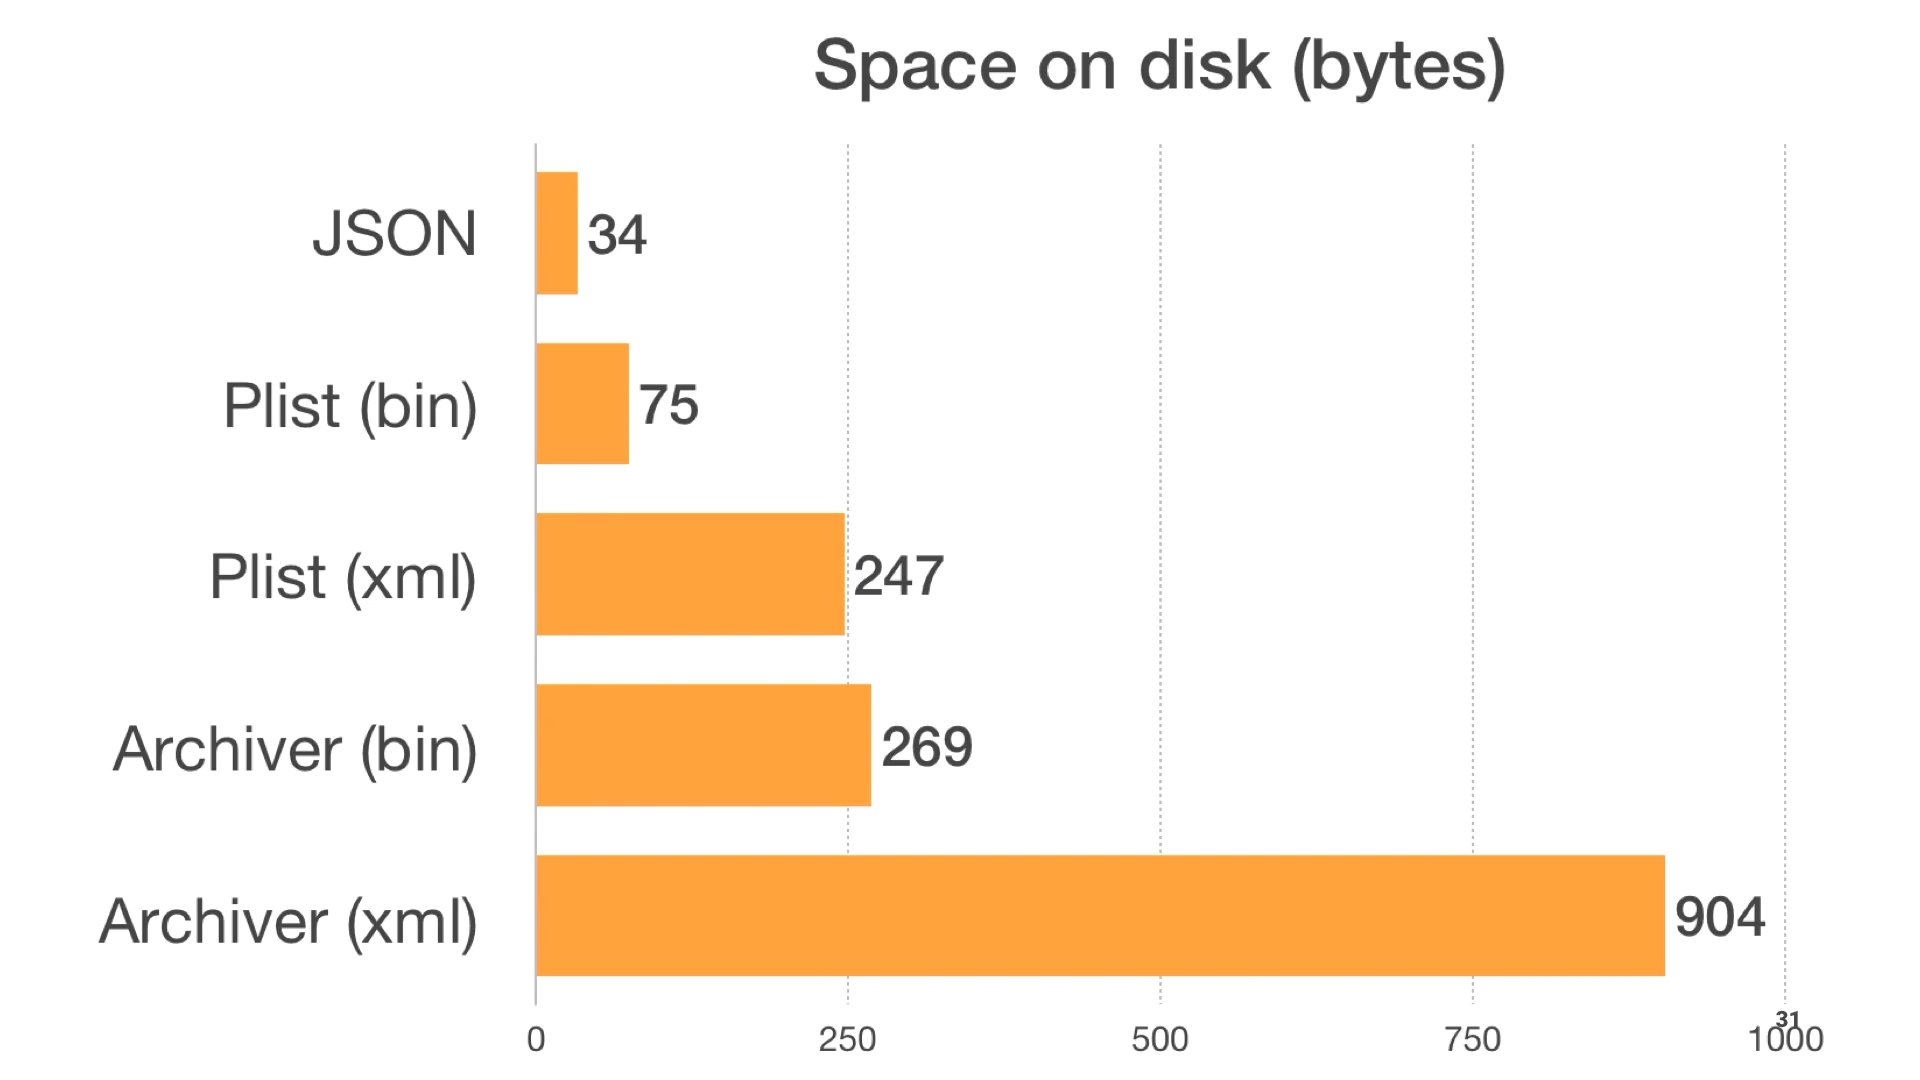 Space on disk (bytes)
JSON 34
Plist (bin) 75
Plist (xml) 247
Archiver (bin) 269
Archiver (xml) 904
31
0 250 500 750 1000